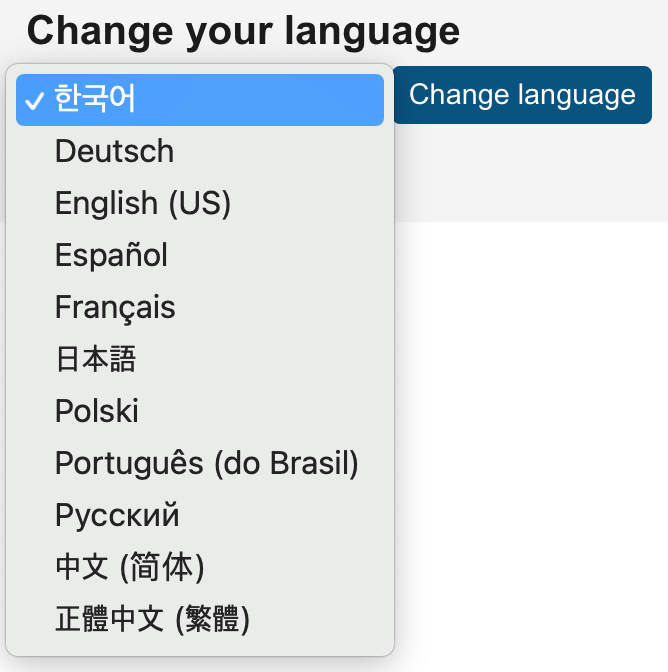 Change your language
✓ 한국어
Change language
Deutsch
English (US)
Español
Français
日本語
Polski
Português (do Brasil)
Русский
中文 (简体)
正體中文 (繁體)